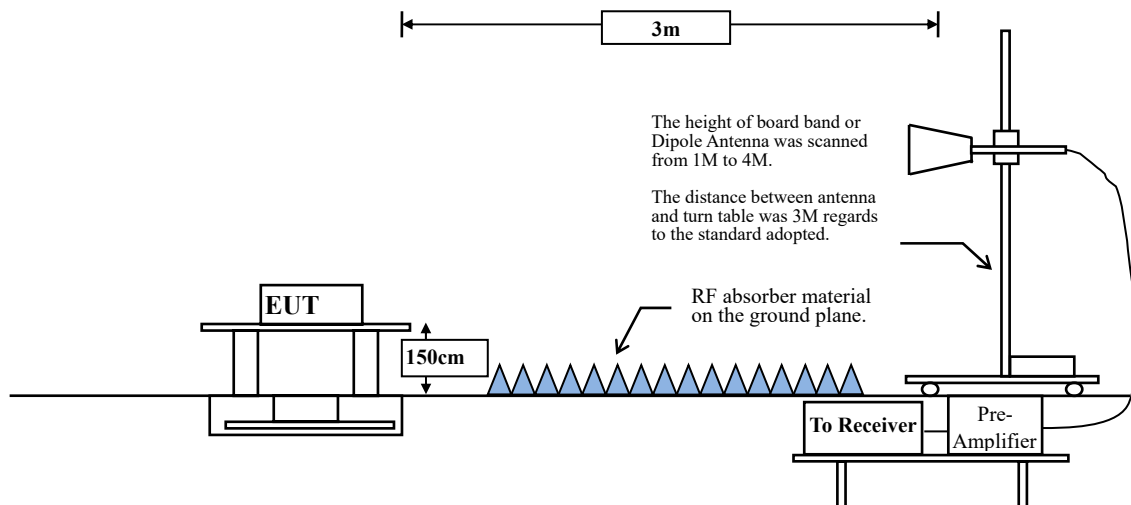 3m
The height of board band or
Dipole Antenna was scanned
from 1M to 4M.
The distance between antenna
and turn table was 3M regards
to the standard adopted.
EUT
RF absorber material
on the ground plane.
150cm
To Receiver
Pre-
Amplifier